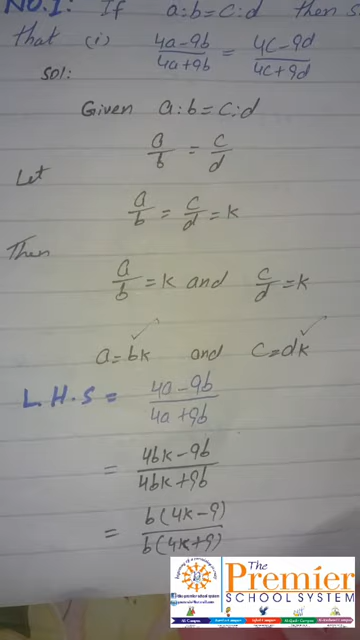 NO.1: If a:b=c:d then s
that (i) 4a-9b/4a+9b = 4c-9d/4c+9d
Sol:
Given a:b=c:d
a/b = c/d
Let
a/b = c/d = k
Then
a/b = k and c/d = k
a=bk and c=dk
L.H.S = 4a-9b/4a+9b
= 4bk-9b/4bk+9b
= b(4k-9)/b(4k+9)
The
Premier
SCHOOL SYSTEM